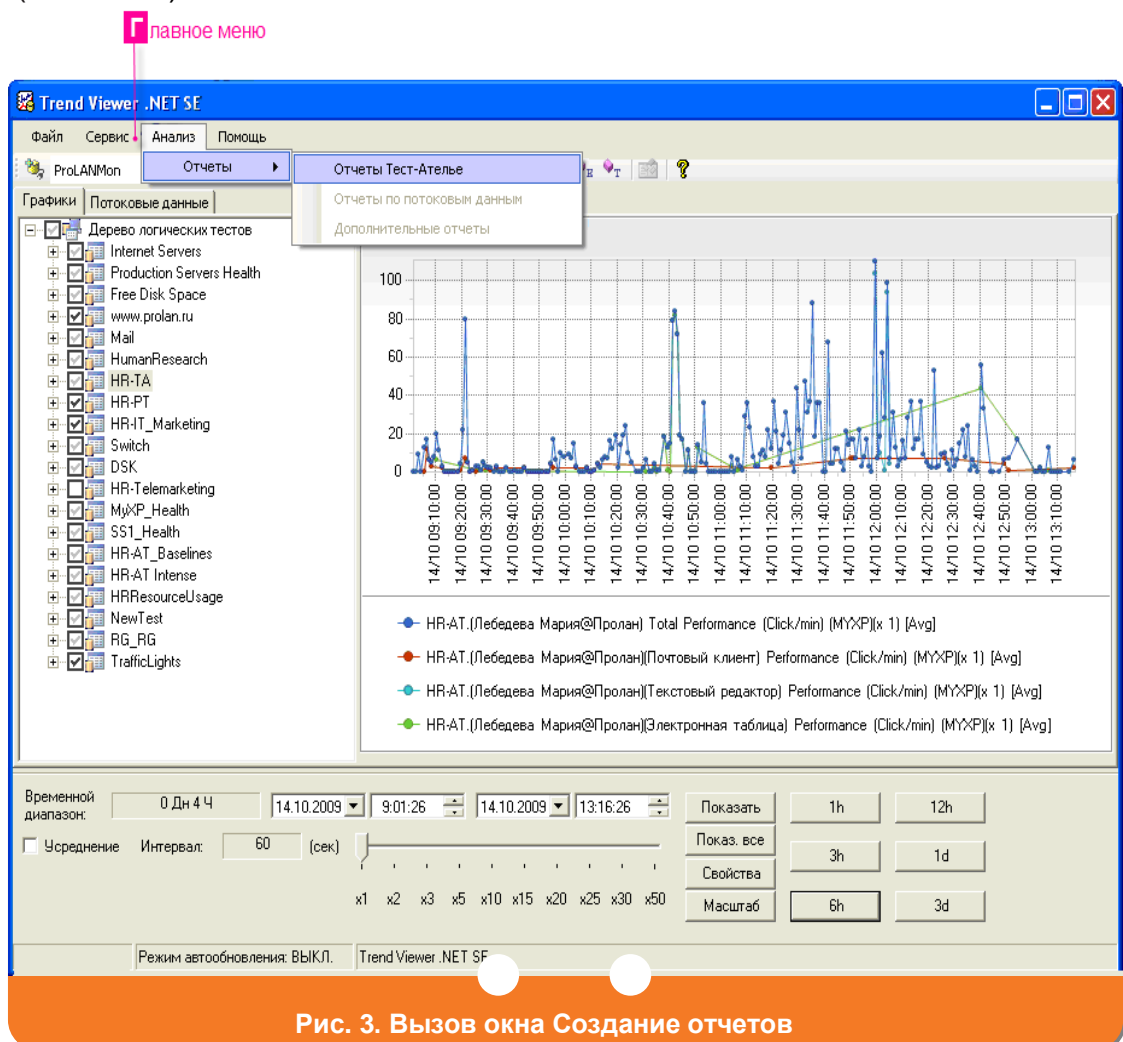 Главное меню
Trend Viewer .NET SE
Файл Сервис Анализ Помощь
ProLANMon
Отчеты
Отчеты Тест-Ателье
Отчеты по потоковым данным
Дополнительные отчеты
Графики Потоковые данные
Дерево логических тестов
Internet Servers
Production Servers Health
Free Disk Space
www.prolan.ru
Mail
HumanResearch
HR-TA
HR-PT
HR-IT_Marketing
Switch
DSK
HR-Telemarketing
MyXP_Health
SS1_Health
HR-AT_Baselines
HR-AT Intense
HRResourceUsage
NewTest
RG_RG
TrafficLights
100
80
60
40
20
0
14/10 09:10:00
14/10 09:20:00
14/10 09:30:00
14/10 09:40:00
14/10 09:50:00
14/10 10:00:00
14/10 10:10:00
14/10 10:20:00
14/10 10:30:00
14/10 10:40:00
14/10 10:50:00
14/10 11:00:00
14/10 11:10:00
14/10 11:20:00
14/10 11:30:00
14/10 11:40:00
14/10 11:50:00
14/10 12:00:00
14/10 12:10:00
14/10 12:20:00
14/10 12:30:00
14/10 12:40:00
14/10 12:50:00
14/10 13:00:00
14/10 13:10:00
HR-AT.(Лебедева Мария@Пролан) Total Performance (Click/min) (MYXP)(x 1) [Avg]
HR-AT.(Лебедева Мария@Пролан)(Почтовый клиент) Performance (Click/min) (MYXP)(x 1) [Avg]
HR-AT.(Лебедева Мария@Пролан)(Текстовый редактор) Performance (Click/min) (MYXP)(x 1) [Avg]
HR-AT.(Лебедева Мария@Пролан)(Электронная таблица) Performance (Click/min) (MYXP)(x 1) [Avg]
Временной диапазон: 0 Дн 4 Ч 14.10.2009 9:01:26 14.10.2009 13:16:26 Показать 1h 12h
Усреднение Интервал: 60 (сек) Показ. все 3h 1d
Свойства
x1 x2 x3 x5 x10 x15 x20 x25 x30 x50 Масштаб 6h 3d
Режим автообновления: ВЫКЛ. Trend Viewer .NET SE
Рис. 3. Вызов окна Создание отчетов